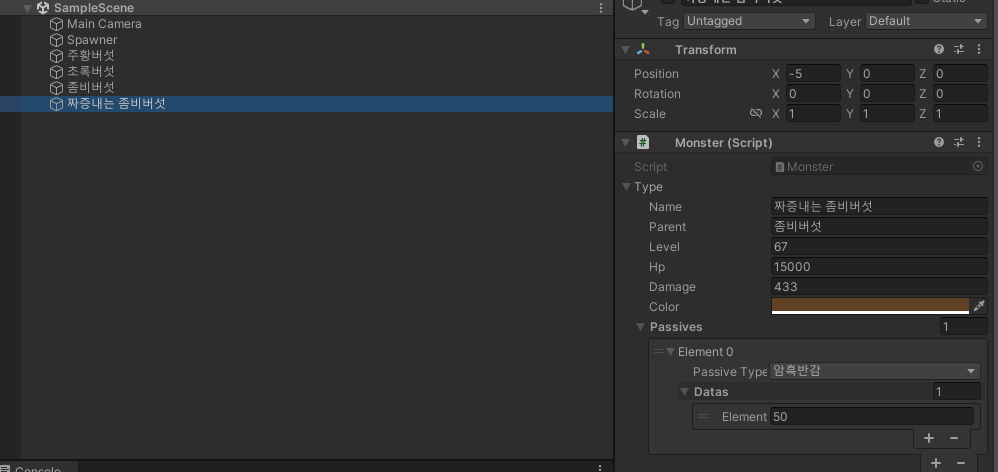 SampleScene
Main Camera
Spawner
주황버섯
초록버섯
좀비버섯
짜증내는 좀비버섯
Console
Tag Untagged Layer Default
Transform
Position X -5 Y 0 Z 0
Rotation X 0 Y 0 Z 0
Scale X 1 Y 1 Z 1
# Monster (Script)
Script # Monster
Type
Name 짜증내는 좀비버섯
Parent 좀비버섯
Level 67
Hp 15000
Damage 433
Color
Passives 1
Element 0
Passive Type 암흑반감
Datas 1
Element 50
+ −
+ −